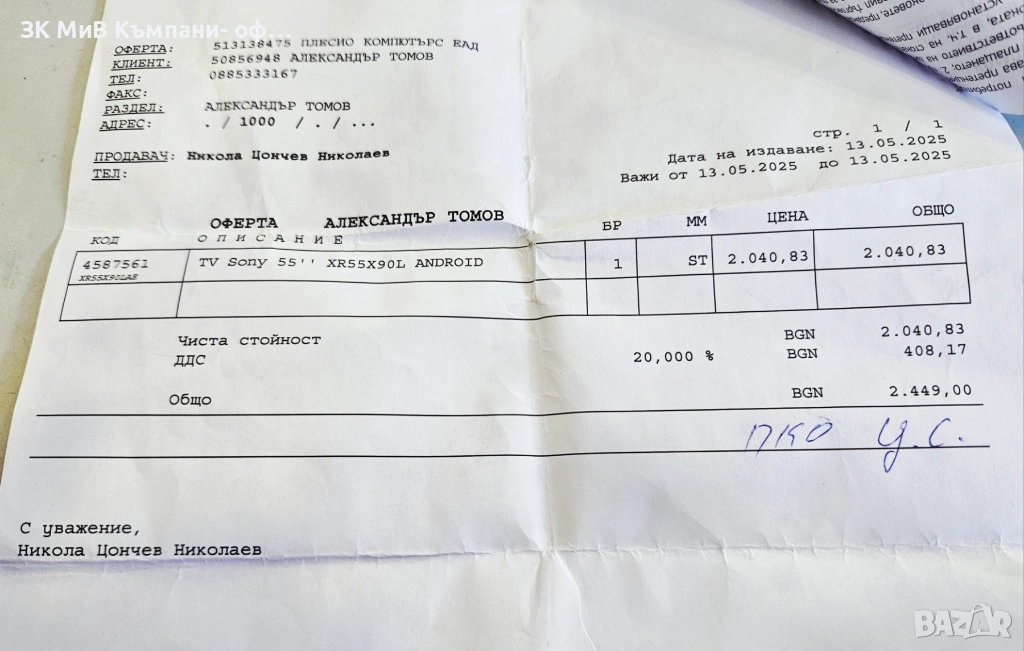 ЗК МиВ Къмпани- оф...
ОФЕРТА: 513138475 ПЛЕСИО КОМПЮТЪРС ЕАД
КЛИЕНТ: 50856948 АЛЕКСАНДЪР ТОМОВ
ТЕЛ: 0885333167
ФАКС:
РАЗДЕЛ: АЛЕКСАНДЪР ТОМОВ
АДРЕС: . / 1000 / . / ...
ПРОДАВАЧ: Никола Цончев Николаев
ТЕЛ:
стр. 1 / 1
Дата на издаване: 13.05.2025
Важи от 13.05.2025 до 13.05.2025
ОФЕРТА АЛЕКСАНДЪР ТОМОВ
КОД ОПИСАНИЕ БР ММ ЦЕНА ОБЩО
4587561 TV Sony 55'' XR55X90L ANDROID 1 ST 2.040,83 2.040,83
XR55X90LAE
Чиста стойност BGN 2.040,83
ДДС 20,000 % BGN 408,17
Общо BGN 2.449,00
ПКО Ц.С.
С уважение,
Никола Цончев Николаев
BAZAR